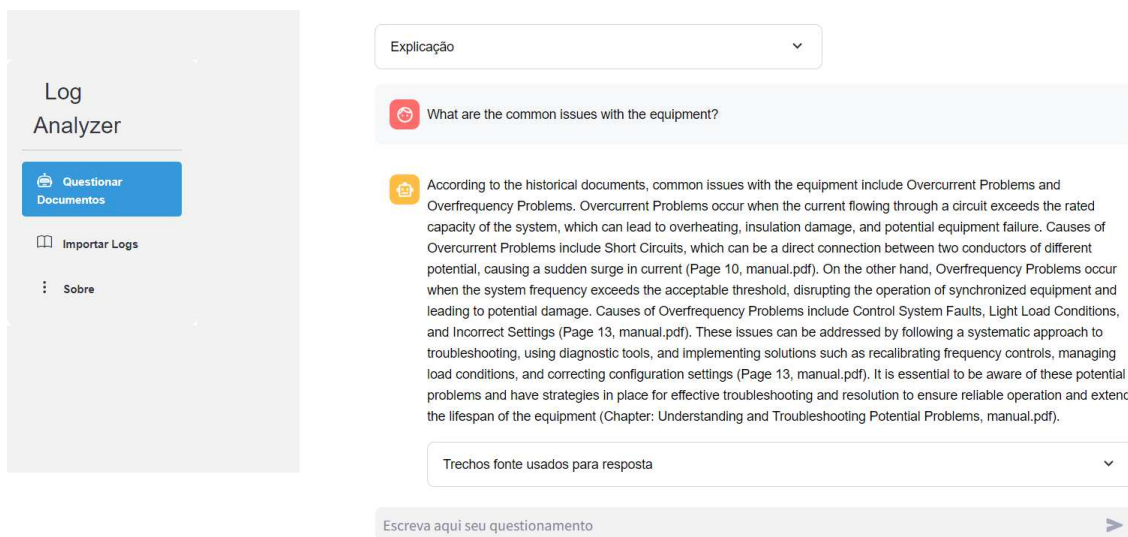 Log
Analyzer
Questionar
Documentos
Importar Logs
Sobre
Explicação
What are the common issues with the equipment?
According to the historical documents, common issues with the equipment include Overcurrent Problems and
Overfrequency Problems. Overcurrent Problems occur when the current flowing through a circuit exceeds the rated
capacity of the system, which can lead to overheating, insulation damage, and potential equipment failure. Causes of
Overcurrent Problems include Short Circuits, which can be a direct connection between two conductors of different
potential, causing a sudden surge in current (Page 10, manual.pdf). On the other hand, Overfrequency Problems occur
when the system frequency exceeds the acceptable threshold, disrupting the operation of synchronized equipment and
leading to potential damage. Causes of Overfrequency Problems include Control System Faults, Light Load Conditions,
and Incorrect Settings (Page 13, manual.pdf). These issues can be addressed by following a systematic approach to
troubleshooting, using diagnostic tools, and implementing solutions such as recalibrating frequency controls, managing
load conditions, and correcting configuration settings (Page 13, manual.pdf). It is essential to be aware of these potential
problems and have strategies in place for effective troubleshooting and resolution to ensure reliable operation and extend
the lifespan of the equipment (Chapter: Understanding and Troubleshooting Potential Problems, manual.pdf).
Trechos fonte usados para resposta
Escreva aqui seu questionamento